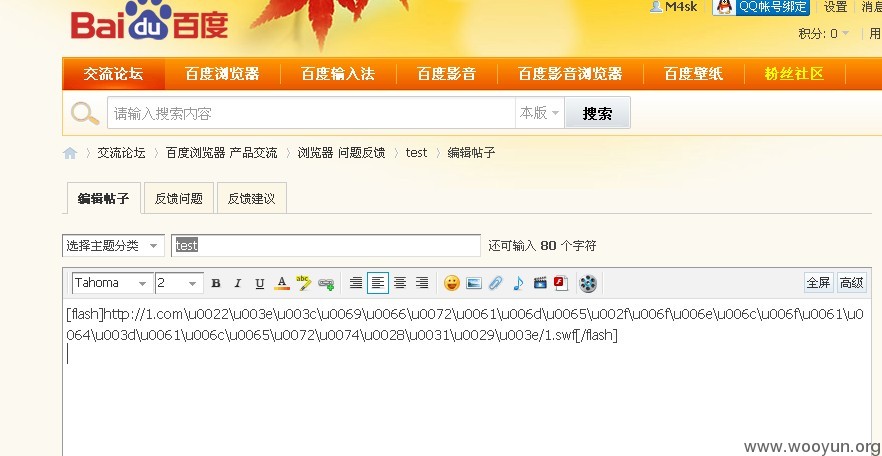 Bai du 百度
M4sk QQ帐号绑定 设置 消息
积分: 0 用
交流论坛 百度浏览器 百度输入法 百度影音 百度影音浏览器 百度壁纸 粉丝社区
请输入搜索内容 本版 搜索
交流论坛 百度浏览器 产品交流 浏览器 问题反馈 test 编辑帖子
编辑帖子 反馈问题 反馈建议
选择主题分类 test 还可输入 80 个字符
Tahoma 2 B I U A abc 全屏 高级
[flash]http://1.com\u0022\u003e\u003c\u0069\u0066\u0072\u0061\u006d\u0065\u002f\u006f\u006e\u006c\u006f\u0061\u0
064\u003d\u0061\u006c\u0065\u0072\u0074\u0028\u0031\u0029\u003e/1.swf[/flash]
www.wooyun.org